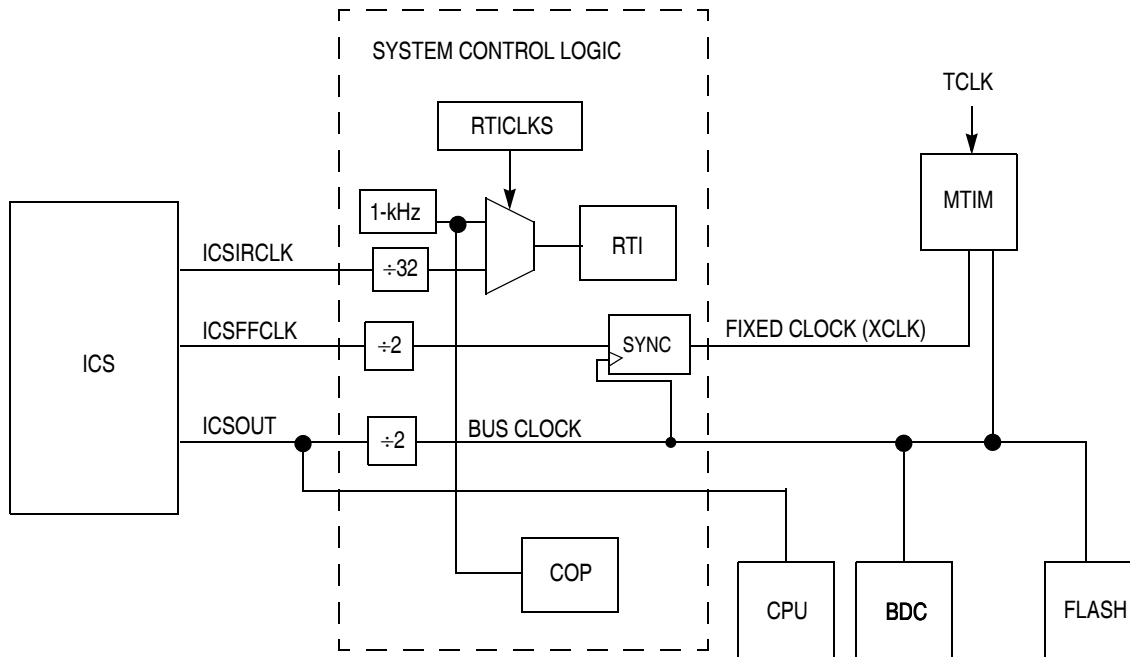 SYSTEM CONTROL LOGIC
TCLK
RTICLKS
MTIM
1-kHz
RTI
ICSIRCLK
÷32
ICSFFCLK
÷2
SYNC
FIXED CLOCK (XCLK)
ICS
ICSOUT
÷2
BUS CLOCK
COP
CPU
BDC
FLASH